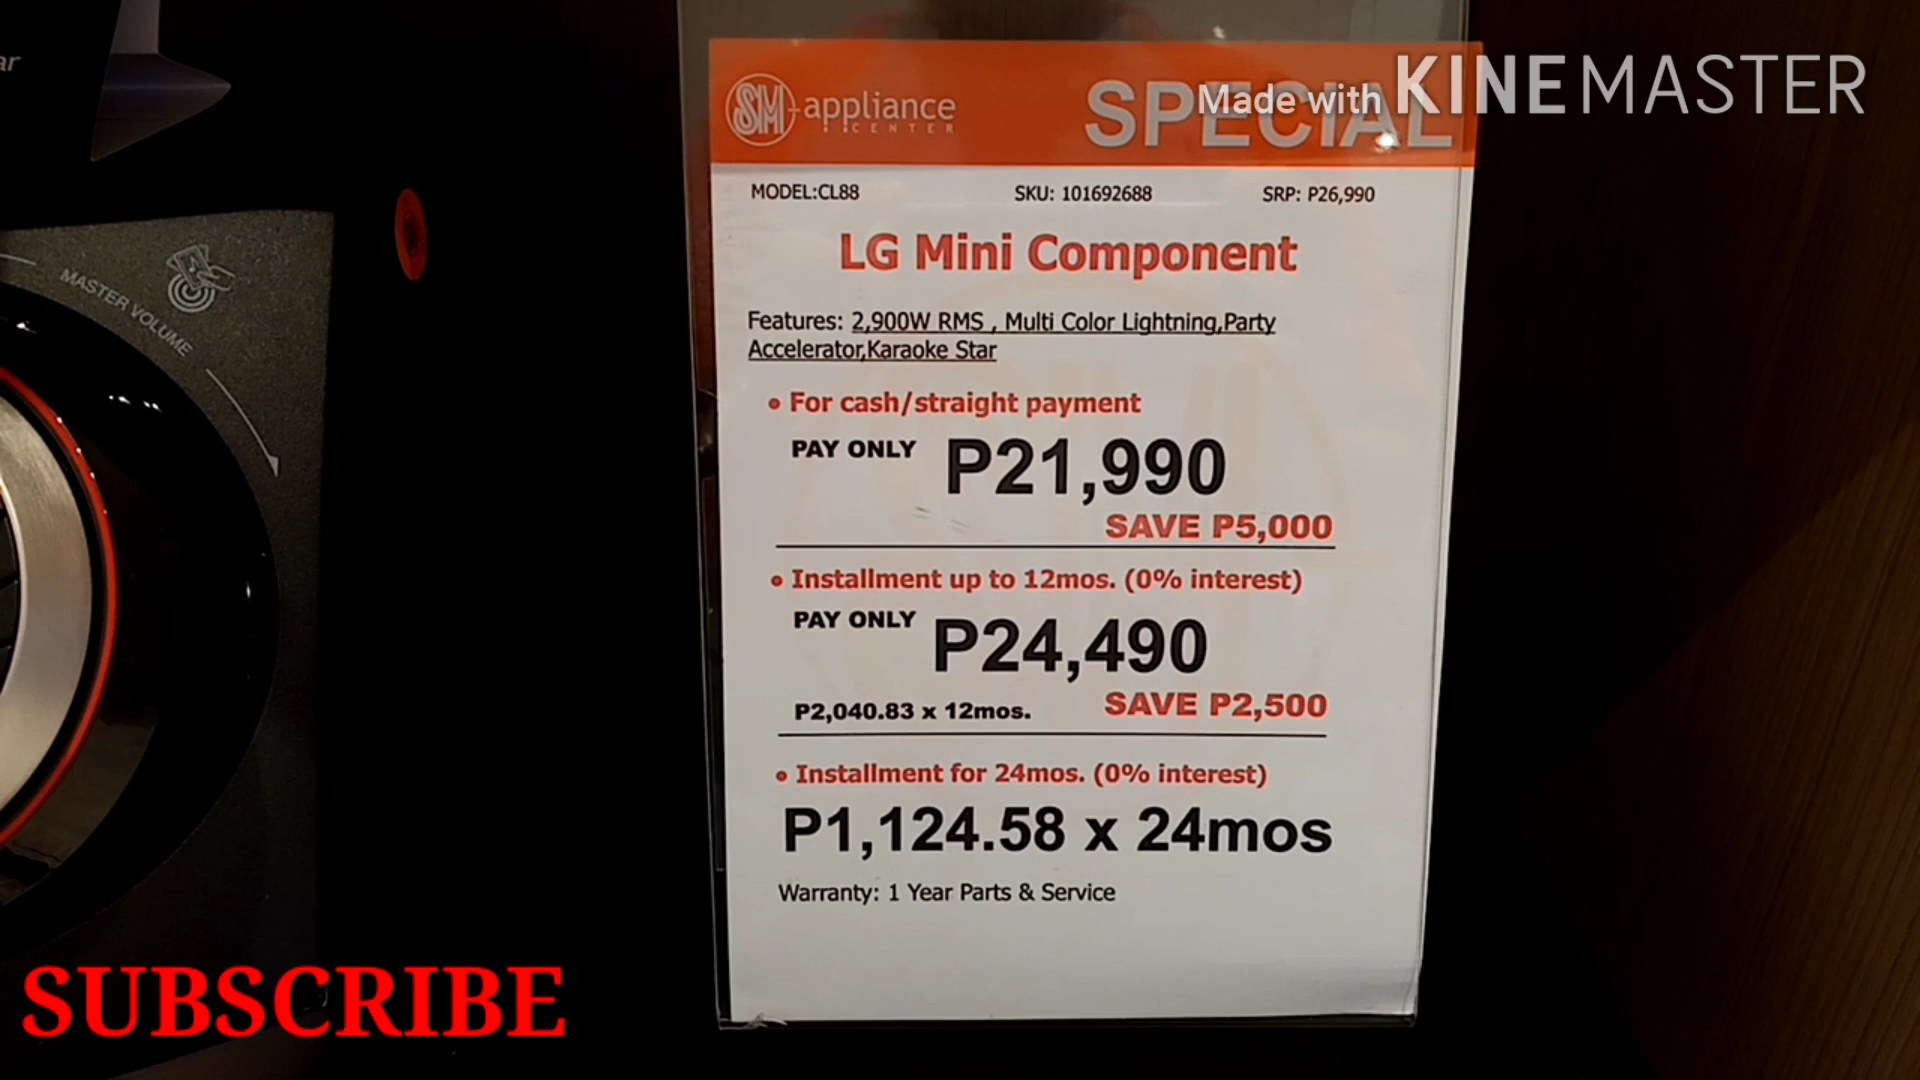 Made with KINEMASTER
SM appliance
CENTER
SPECIAL
MODEL:CL88
SKU: 101692688
SRP: P26,990
LG Mini Component
Features: 2,900W RMS , Multi Color Lightning,Party
Accelerator,Karaoke Star
• For cash/straight payment
PAY ONLY P21,990
SAVE P5,000
• Installment up to 12mos. (0% interest)
PAY ONLY P24,490
P2,040.83 x 12mos.
SAVE P2,500
• Installment for 24mos. (0% interest)
P1,124.58 x 24mos
Warranty: 1 Year Parts & Service
MASTER VOLUME
SUBSCRIBE